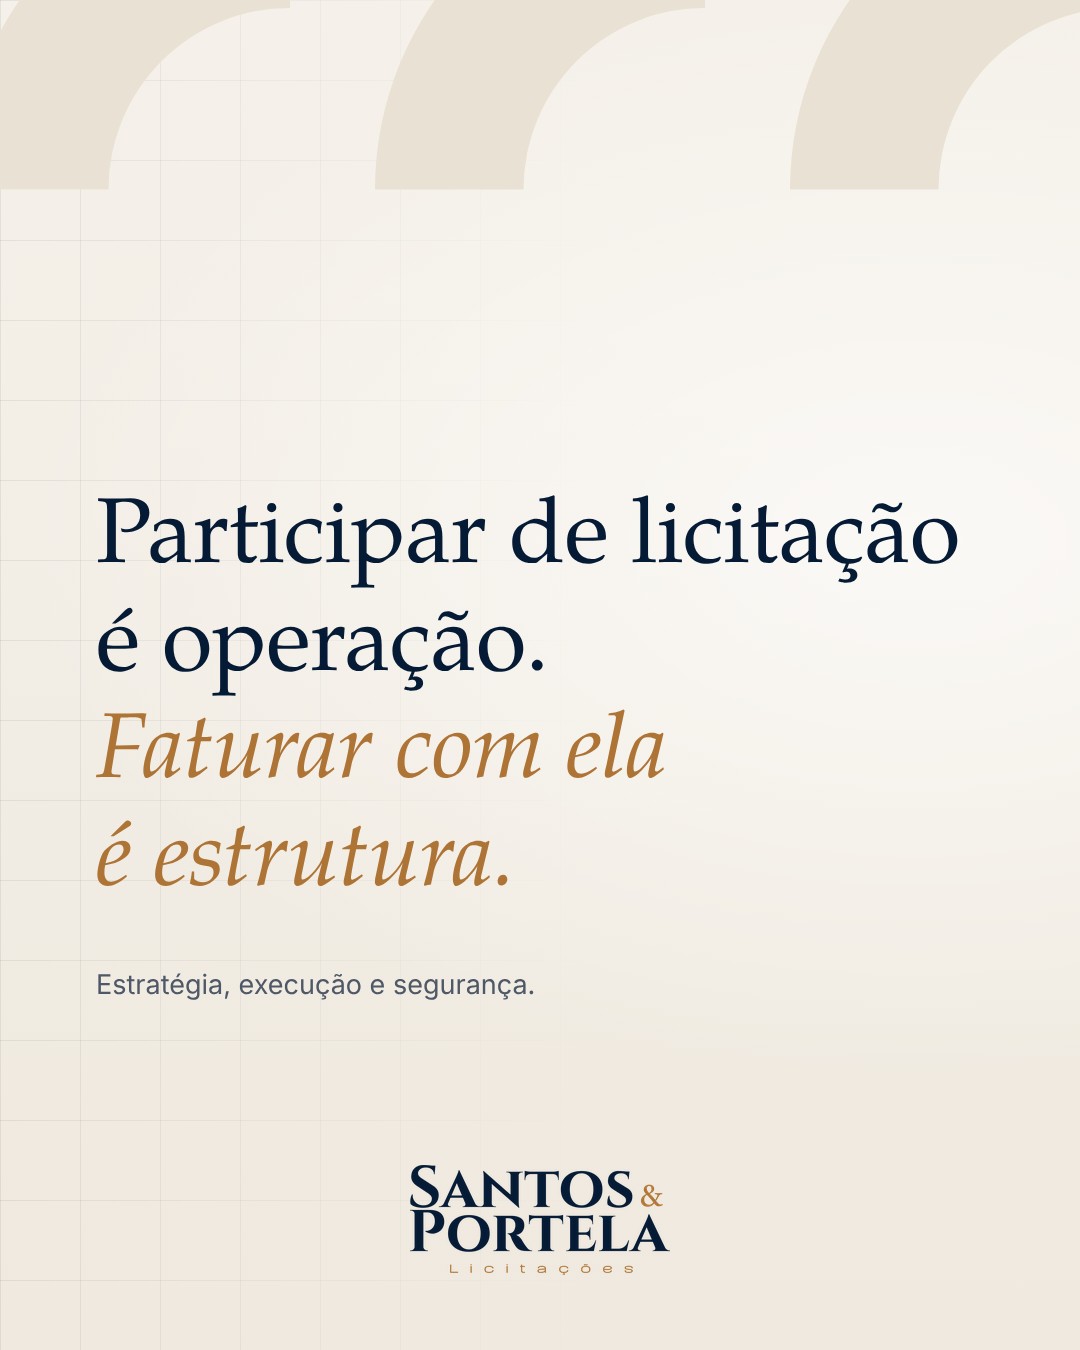 Participar de licitação
é operação.
Faturar com ela
é estrutura.
Estratégia, execução e segurança.
SANTOS &
PORTELA
Licitações